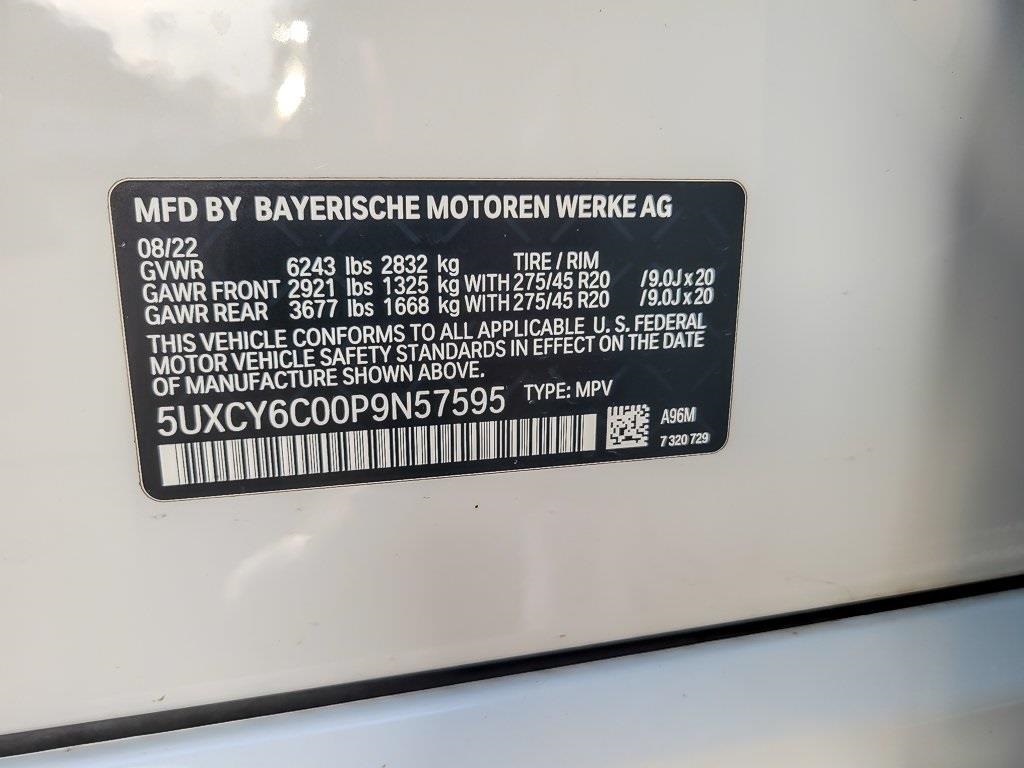 MFD BY BAYERISCHE MOTOREN WERKE AG
08/22
GVWR 6243 lbs 2832 kg TIRE / RIM
GAWR FRONT 2921 lbs 1325 kg WITH 275/45 R20 /9.0J x 20
GAWR REAR 3677 lbs 1668 kg WITH 275/45 R20 /9.0J x 20
THIS VEHICLE CONFORMS TO ALL APPLICABLE U. S. FEDERAL
MOTOR VEHICLE SAFETY STANDARDS IN EFFECT ON THE DATE
OF MANUFACTURE SHOWN ABOVE.
5UXCY6C00P9N57595 TYPE: MPV
A96M
7 320 729